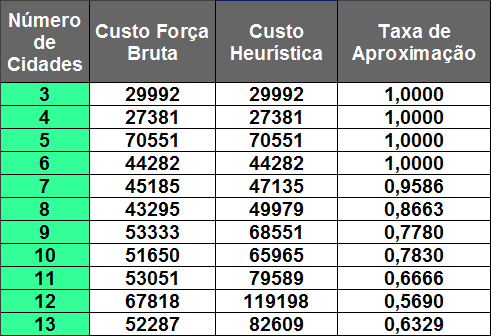 Número de Cidades Custo Força Bruta Custo Heurística Taxa de Aproximação
3 29992 29992 1,0000
4 27381 27381 1,0000
5 70551 70551 1,0000
6 44282 44282 1,0000
7 45185 47135 0,9586
8 43295 49979 0,8663
9 53333 68551 0,7780
10 51650 65965 0,7830
11 53051 79589 0,6666
12 67818 119198 0,5690
13 52287 82609 0,6329